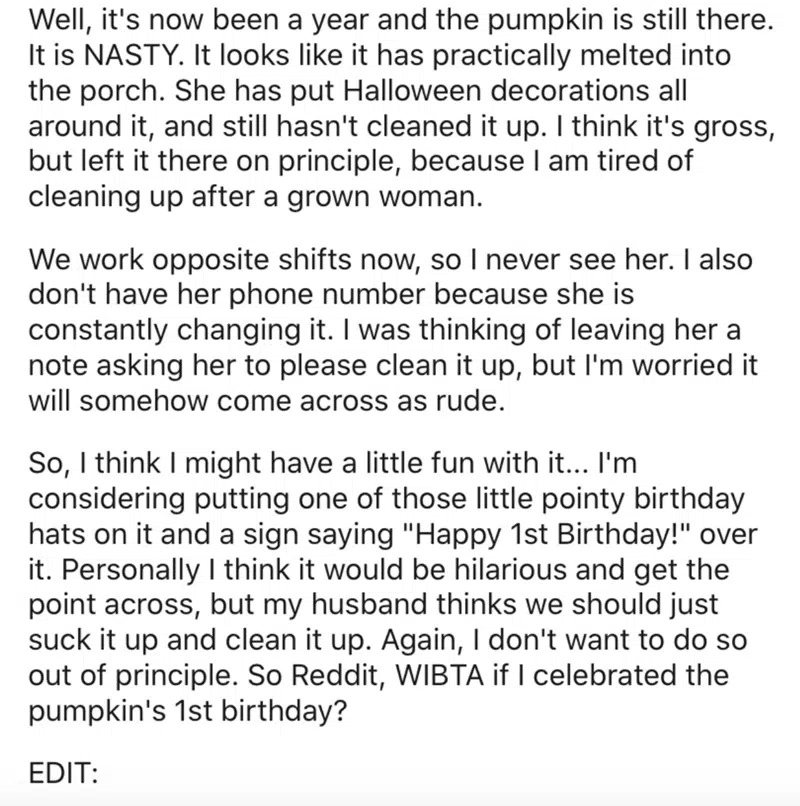 Well, it's now been a year and the pumpkin is still there.
It is NASTY. It looks like it has practically melted into
the porch. She has put Halloween decorations all
around it, and still hasn't cleaned it up. I think it's gross,
but left it there on principle, because I am tired of
cleaning up after a grown woman.
We work opposite shifts now, so I never see her. I also
don't have her phone number because she is
constantly changing it. I was thinking of leaving her a
note asking her to please clean it up, but I'm worried it
will somehow come across as rude.
So, I think I might have a little fun with it... I'm
considering putting one of those little pointy birthday
hats on it and a sign saying "Happy 1st Birthday!" over
it. Personally I think it would be hilarious and get the
point across, but my husband thinks we should just
suck it up and clean it up. Again, I don't want to do so
out of principle. So Reddit, WIBTA if I celebrated the
pumpkin's 1st birthday?
EDIT: